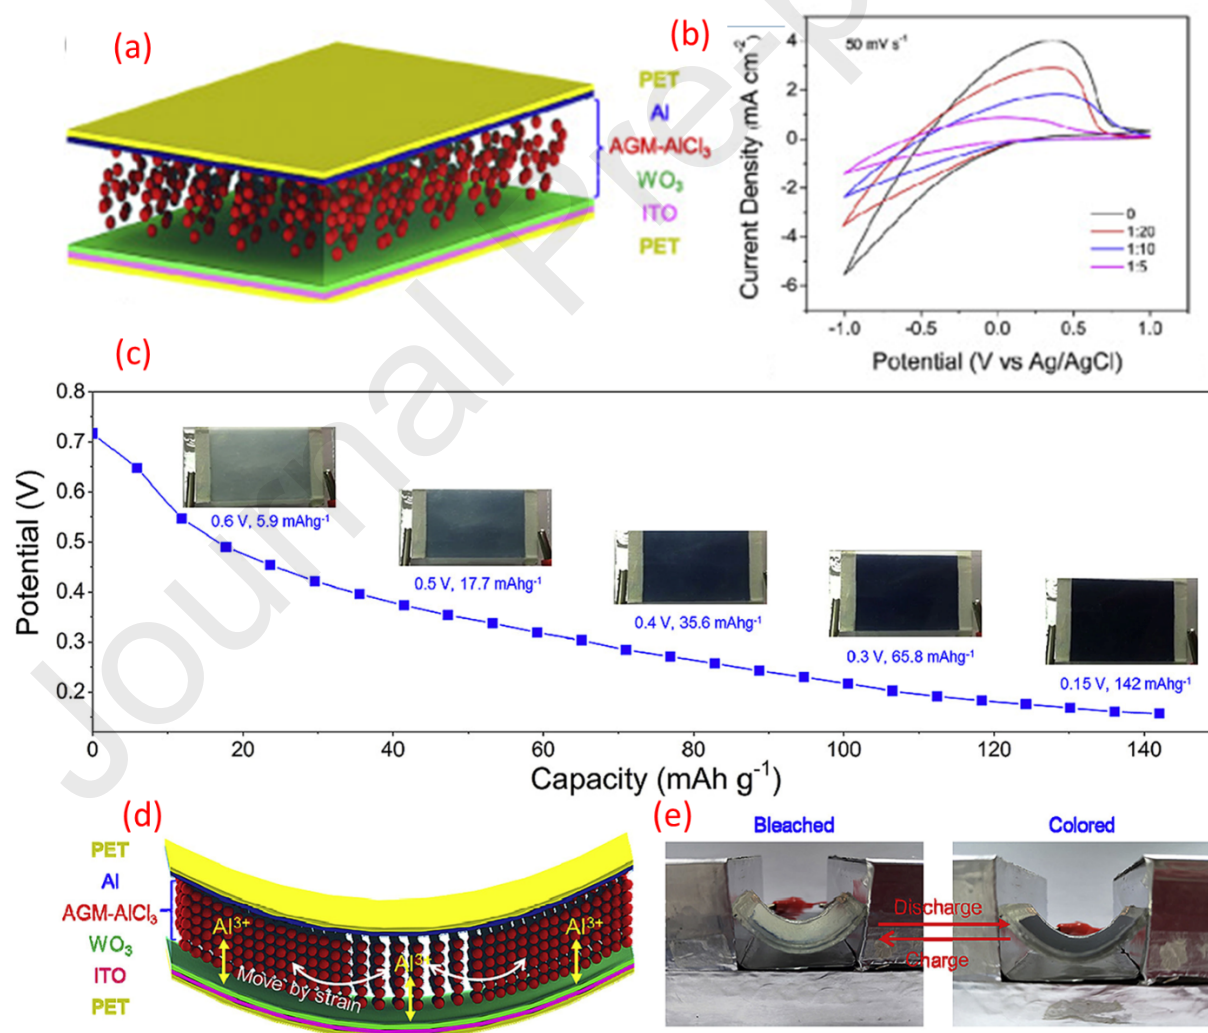 (a)
PET
Al
AGM-AlCl₃
WO₃
ITO
PET
(b)
50 mV s⁻¹
Current Density (mA cm⁻²)
4
2
0
-2
-4
-6
0
1:20
1:10
1:5
-1.0 -0.5 0.0 0.5 1.0
Potential (V vs Ag/AgCl)
(c)
Potential (V)
0.8
0.7
0.6
0.5
0.4
0.3
0.2
0.6 V, 5.9 mAhg⁻¹
0.5 V, 17.7 mAhg⁻¹
0.4 V, 35.6 mAhg⁻¹
0.3 V, 65.8 mAhg⁻¹
0.15 V, 142 mAhg⁻¹
0 20 40 60 80 100 120 140
Capacity (mAh g⁻¹)
(d)
PET
Al
AGM-AlCl₃
WO₃
ITO
PET
Al³⁺
Al³⁺
Al³⁺
Move by strain
(e)
Bleached
Colored
Discharge
Charge
Journal Pre-p